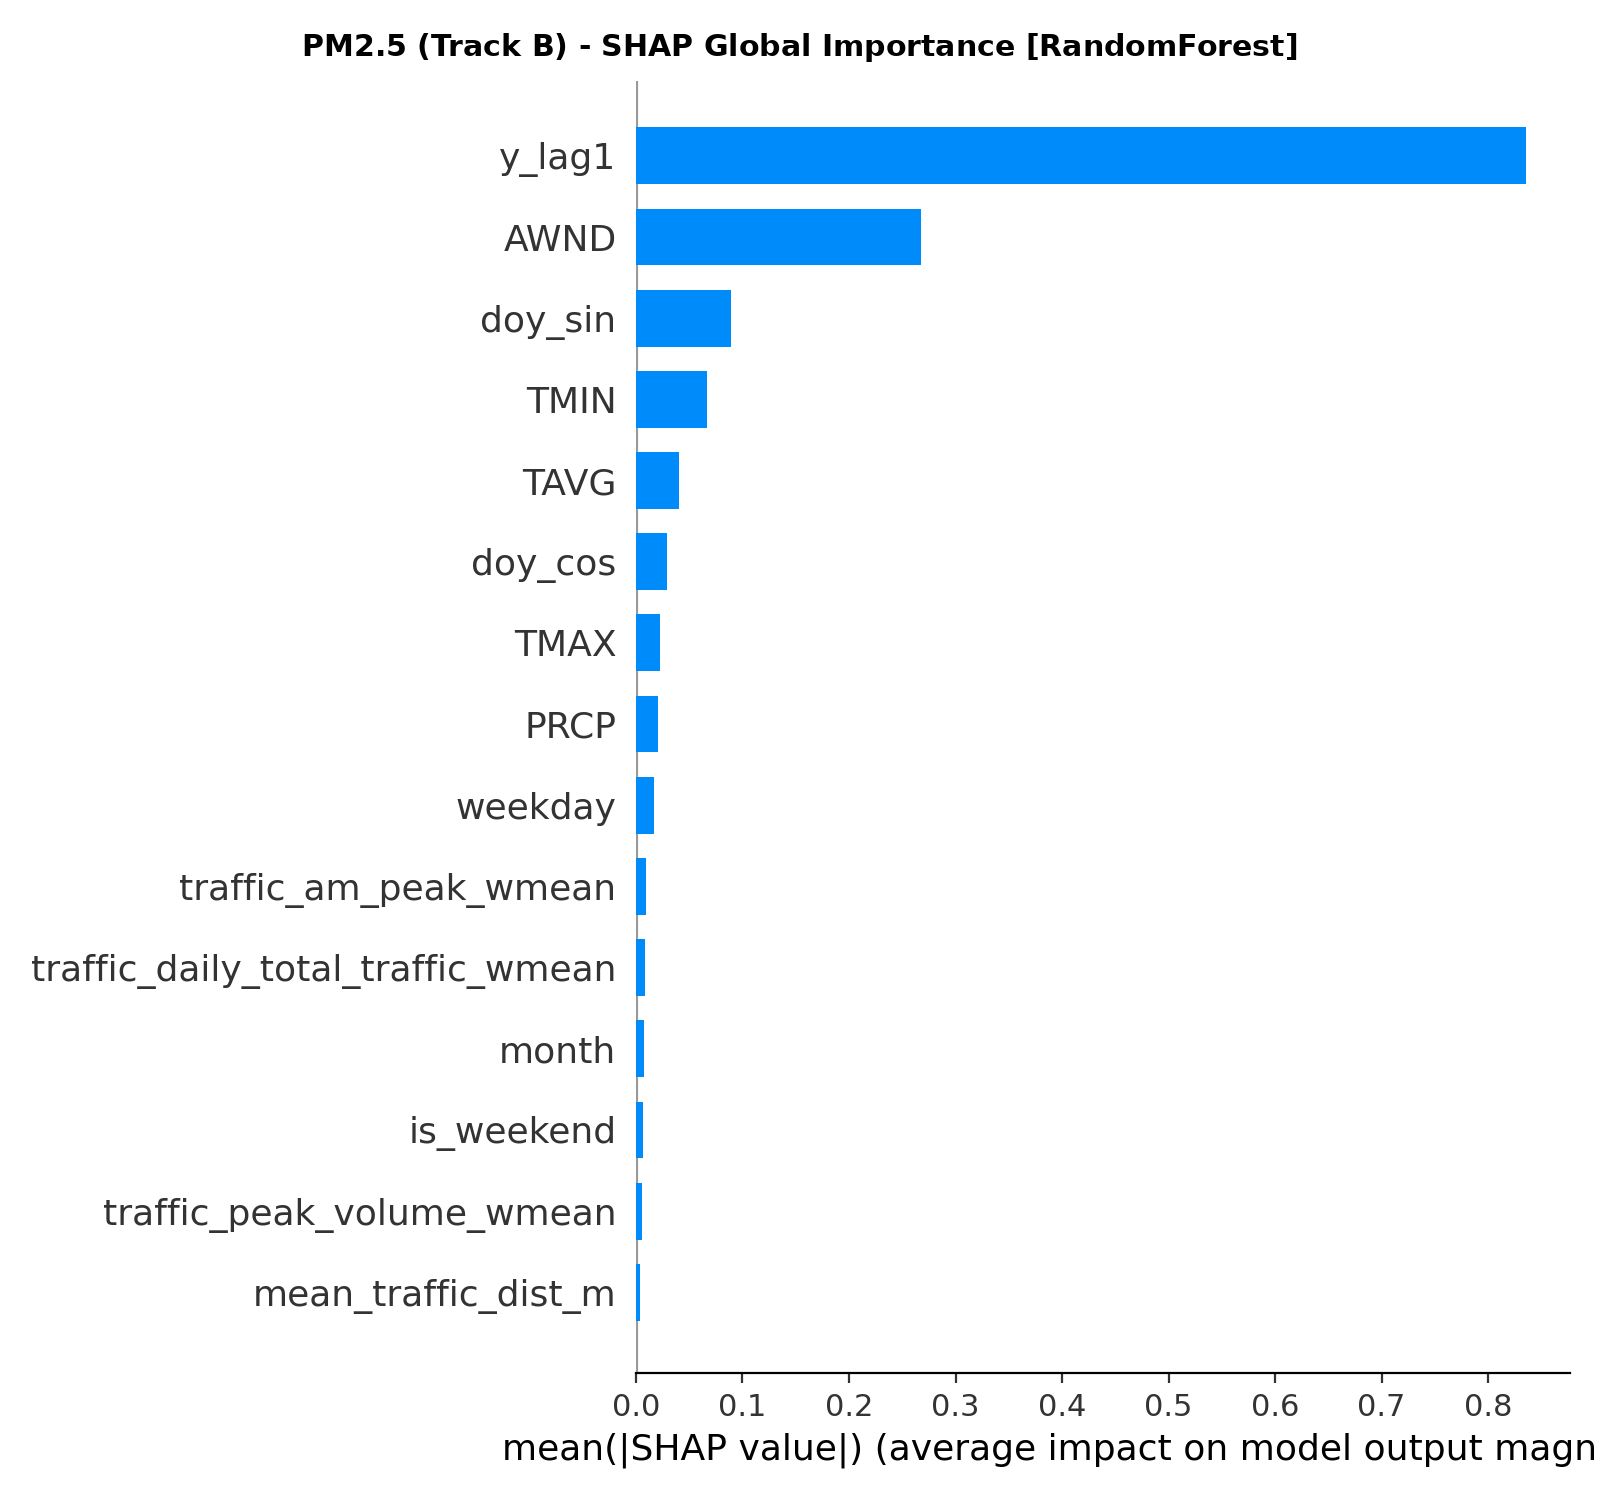 PM2.5 (Track B) - SHAP Global Importance [RandomForest]
y_lag1
AWND
doy_sin
TMIN
TAVG
doy_cos
TMAX
PRCP
weekday
traffic_am_peak_wmean
traffic_daily_total_traffic_wmean
month
is_weekend
traffic_peak_volume_wmean
mean_traffic_dist_m
0.0 0.1 0.2 0.3 0.4 0.5 0.6 0.7 0.8
mean(|SHAP value|) (average impact on model output magn